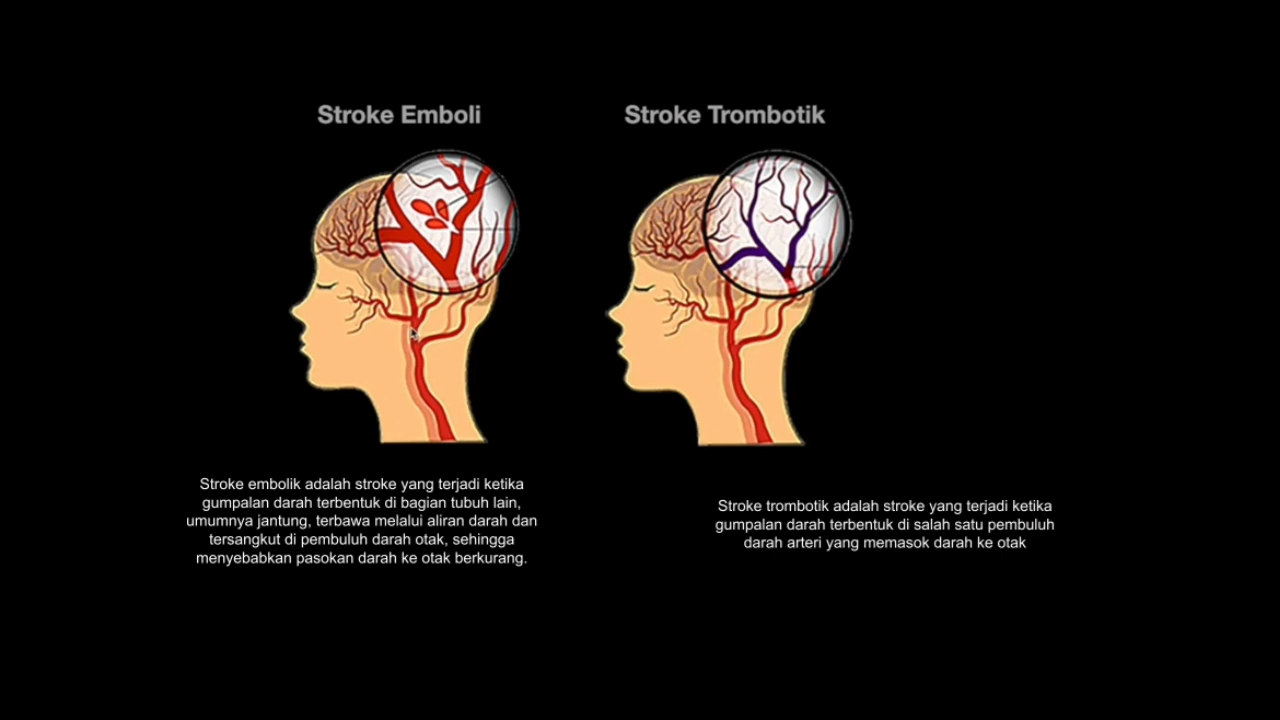 Stroke Emboli
Stroke Trombotik
Stroke embolik adalah stroke yang terjadi ketika
gumpalan darah terbentuk di bagian tubuh lain,
umumnya jantung, terbawa melalui aliran darah dan
tersangkut di pembuluh darah otak, sehingga
menyebabkan pasokan darah ke otak berkurang.
Stroke trombotik adalah stroke yang terjadi ketika
gumpalan darah terbentuk di salah satu pembuluh
darah arteri yang memasok darah ke otak